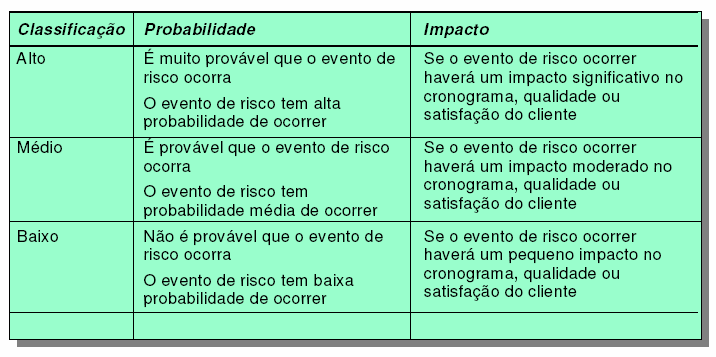 Classificação Probabilidade Impacto
Alto
É muito provável que o evento de
risco ocorra
O evento de risco tem alta
probabilidade de ocorrer
Se o evento de risco ocorrer
haverá um impacto significativo no
cronograma, qualidade ou
satisfação do cliente
Médio
É provável que o evento de risco
ocorra
O evento de risco tem
probabilidade média de ocorrer
Se o evento de risco ocorrer
haverá um impacto moderado no
cronograma, qualidade ou
satisfação do cliente
Baixo
Não é provável que o evento de
risco ocorra
O evento de risco tem baixa
probabilidade de ocorrer
Se o evento de risco ocorrer
haverá um pequeno impacto no
cronograma, qualidade ou
satisfação do cliente